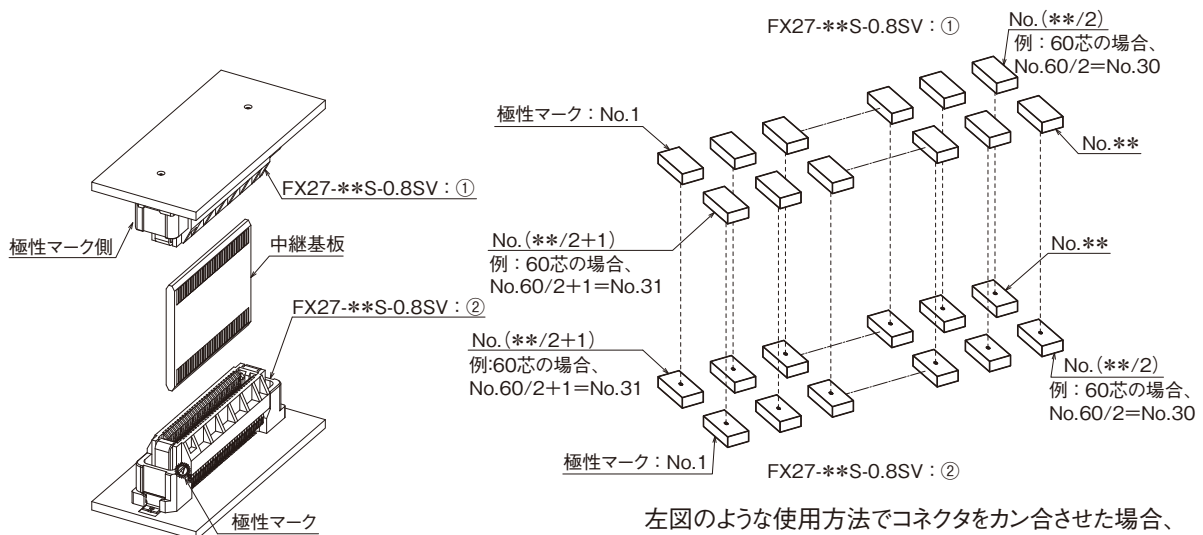 FX27-**S-0.8SV:①
極性マーク側
中継基板
FX27-**S-0.8SV:②
極性マーク
FX27-**S-0.8SV:①
No.(**/2)
例:60芯の場合、
No.60/2=No.30
極性マーク:No.1
No.**
No.(**/2+1)
例:60芯の場合、
No.60/2+1=No.31
No.**
No.(**/2+1)
例:60芯の場合、
No.60/2+1=No.31
No.(**/2)
例:60芯の場合、
No.60/2=No.30
極性マーク:No.1
FX27-**S-0.8SV:②
左図のような使用方法でコネクタをカン合させた場合、